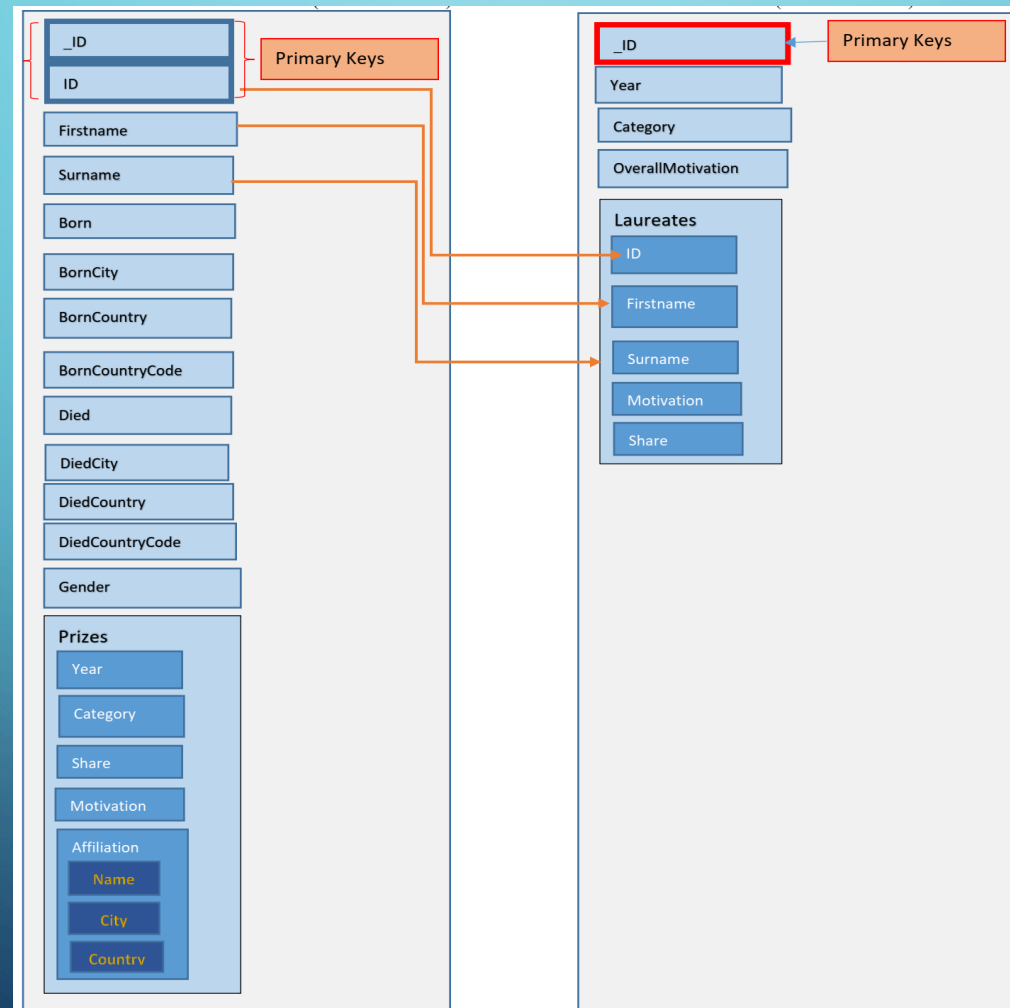 _ID
ID
Primary Keys
Firstname
Surname
Born
BornCity
BornCountry
BornCountryCode
Died
DiedCity
DiedCountry
DiedCountryCode
Gender
Prizes
Year
Category
Share
Motivation
Affiliation
Name
City
Country
_ID
Primary Keys
Year
Category
OverallMotivation
Laureates
ID
Firstname
Surname
Motivation
Share